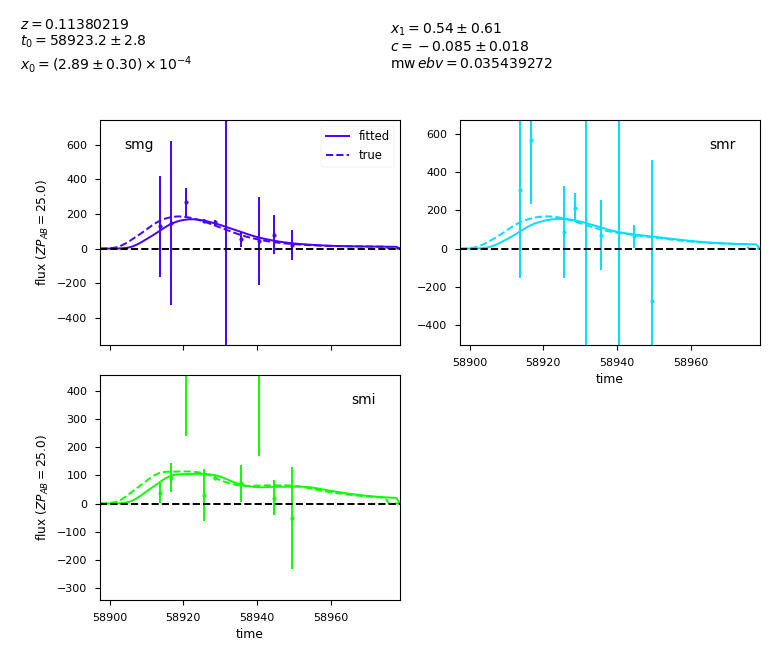 z = 0.11380219
t₀ = 58923.2 ± 2.8
x₀ = (2.89 ± 0.30) × 10⁻⁴
x₁ = 0.54 ± 0.61
c = −0.085 ± 0.018
mw ebv = 0.035439272
smg
fitted
true
600
400
200
0
−200
−400
flux (ZP_AB = 25.0)
smr
600
400
200
0
−200
−400
58900 58920 58940 58960
time
smi
400
300
200
100
0
−100
−200
−300
flux (ZP_AB = 25.0)
58900 58920 58940 58960
time